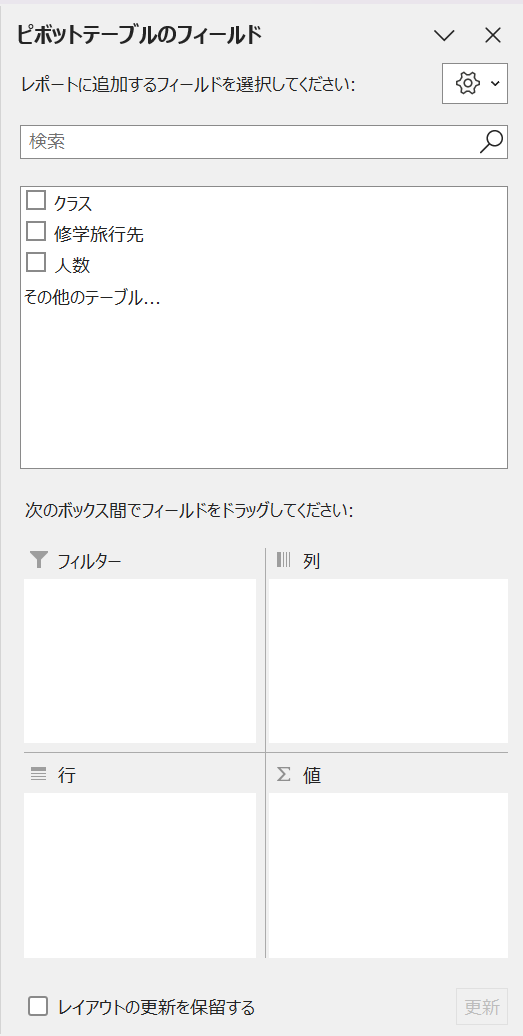 ピボットテーブルのフィールド
レポートに追加するフィールドを選択してください:
検索
クラス
修学旅行先
人数
その他のテーブル...
次のボックス間でフィールドをドラッグしてください:
フィルター
列
行
Σ 値
レイアウトの更新を保留する
更新